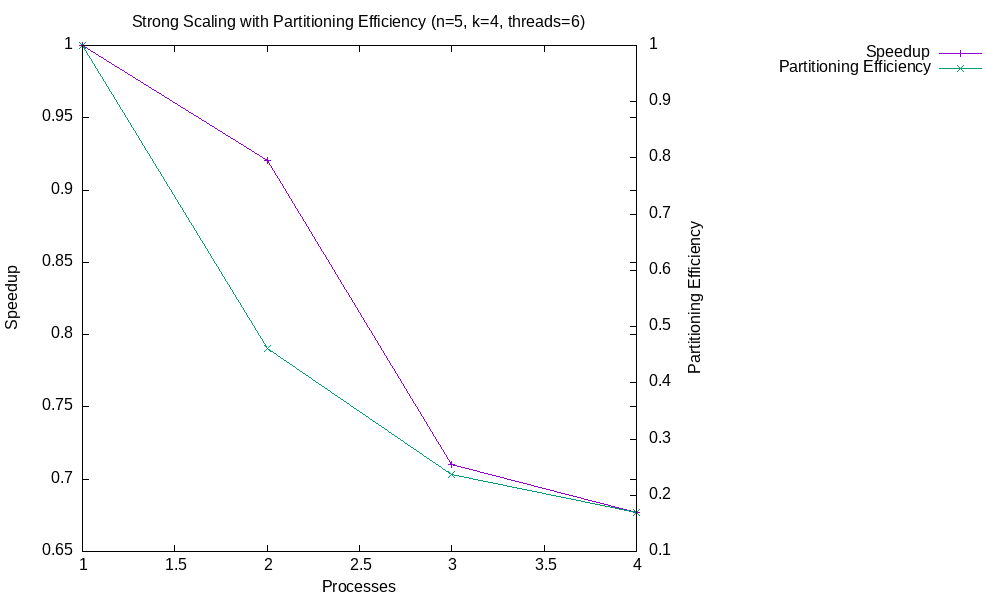 Strong Scaling with Partitioning Efficiency (n=5, k=4, threads=6)
Speedup
Partitioning Efficiency
1
0.95
0.9
0.85
0.8
0.75
0.7
0.65
Speedup
1
0.9
0.8
0.7
0.6
0.5
0.4
0.3
0.2
0.1
Partitioning Efficiency
1 1.5 2 2.5 3 3.5 4
Processes